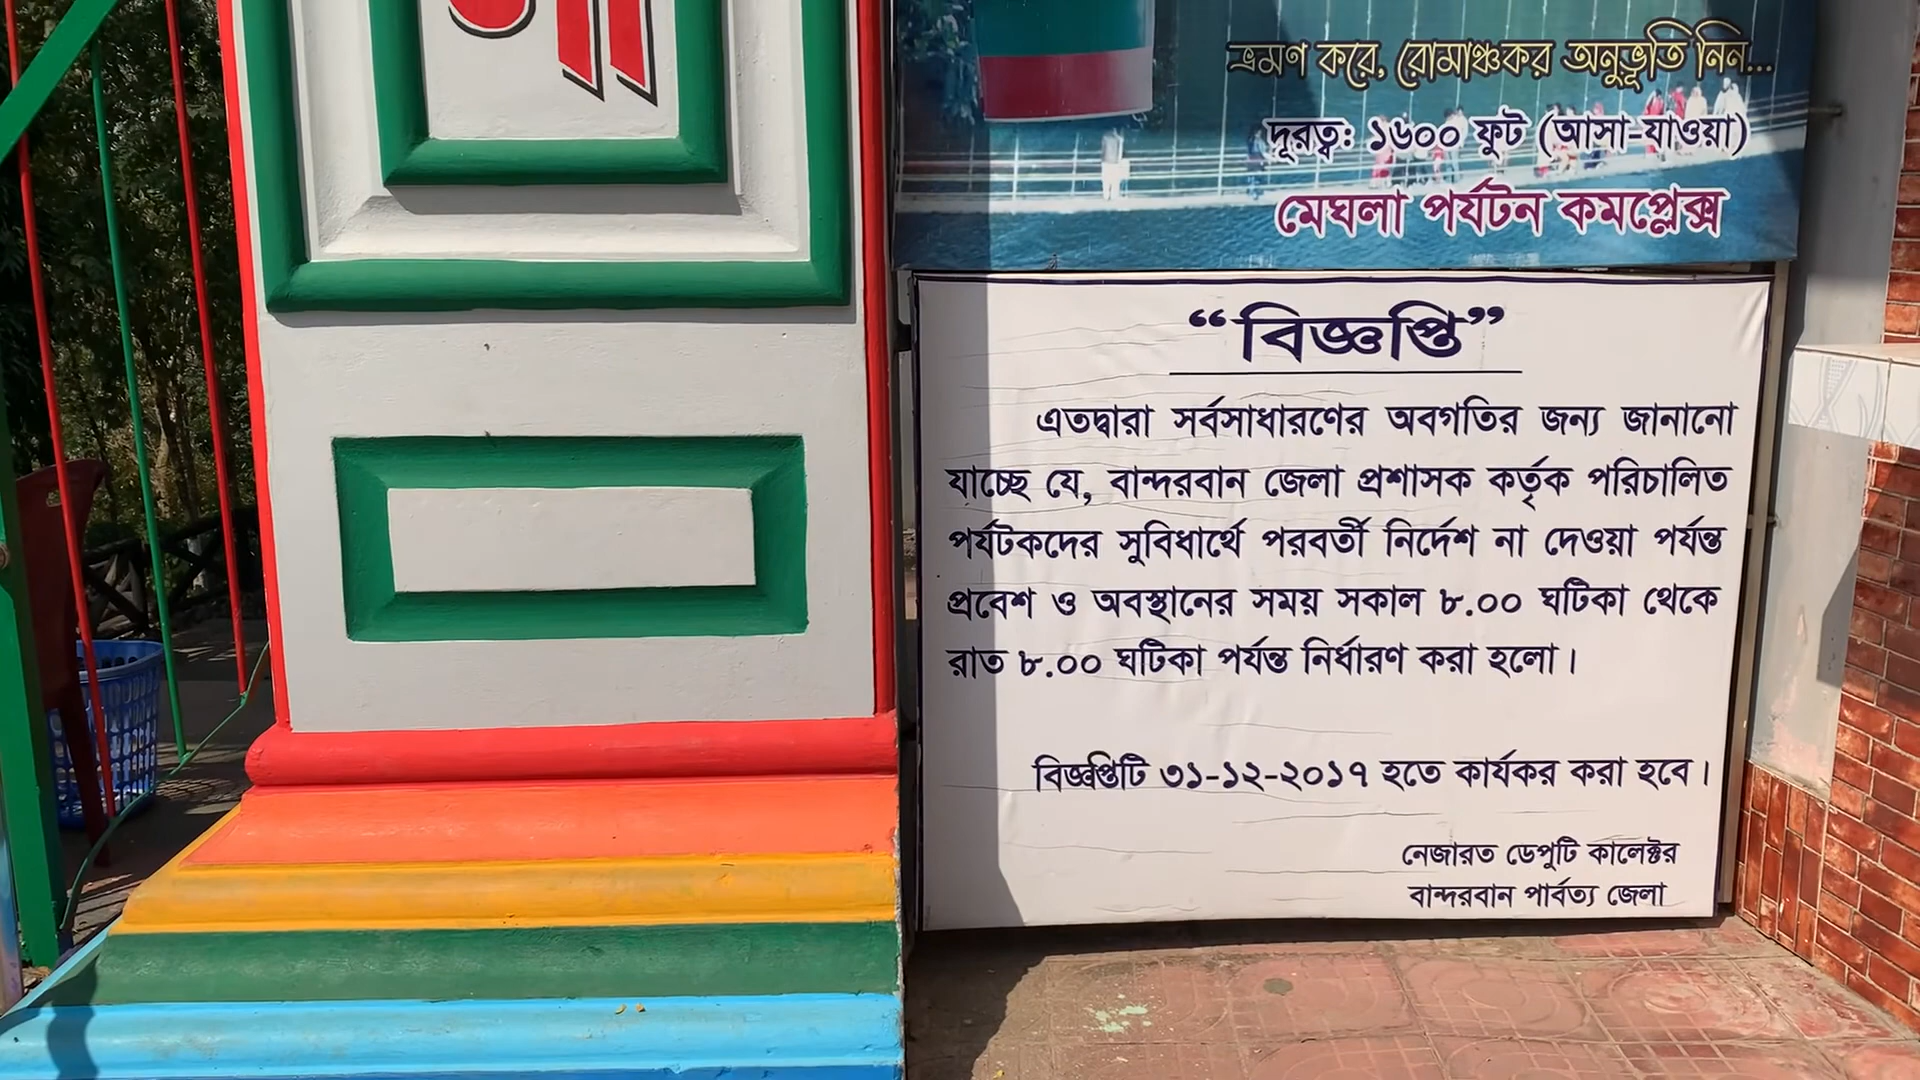 ভ্রমণ করে, রোমাঞ্চকর অনুভূতি নিন...
দূরত্ব: ১৬০০ ফুট (আসা-যাওয়া)
মেঘলা পর্যটন কমপ্লেক্স
“বিজ্ঞপ্তি”
এতদ্বারা সর্বসাধারণের অবগতির জন্য জানানো
যাচ্ছে যে, বান্দরবান জেলা প্রশাসক কর্তৃক পরিচালিত
পর্যটকদের সুবিধার্থে পরবর্তী নির্দেশ না দেওয়া পর্যন্ত
প্রবেশ ও অবস্থানের সময় সকাল ৮.০০ ঘটিকা থেকে
রাত ৮.০০ ঘটিকা পর্যন্ত নির্ধারণ করা হলো।
বিজ্ঞপ্তিটি ৩১-১২-২০১৭ হতে কার্যকর করা হবে।
নেজারত ডেপুটি কালেক্টর
বান্দরবান পার্বত্য জেলা